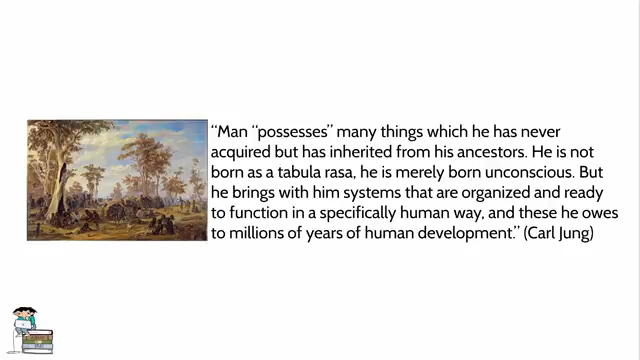 “Man “possesses” many things which he has never
acquired but has inherited from his ancestors. He is not
born as a tabula rasa, he is merely born unconscious. But
he brings with him systems that are organized and ready
to function in a specifically human way, and these he owes
to millions of years of human development.” (Carl Jung)